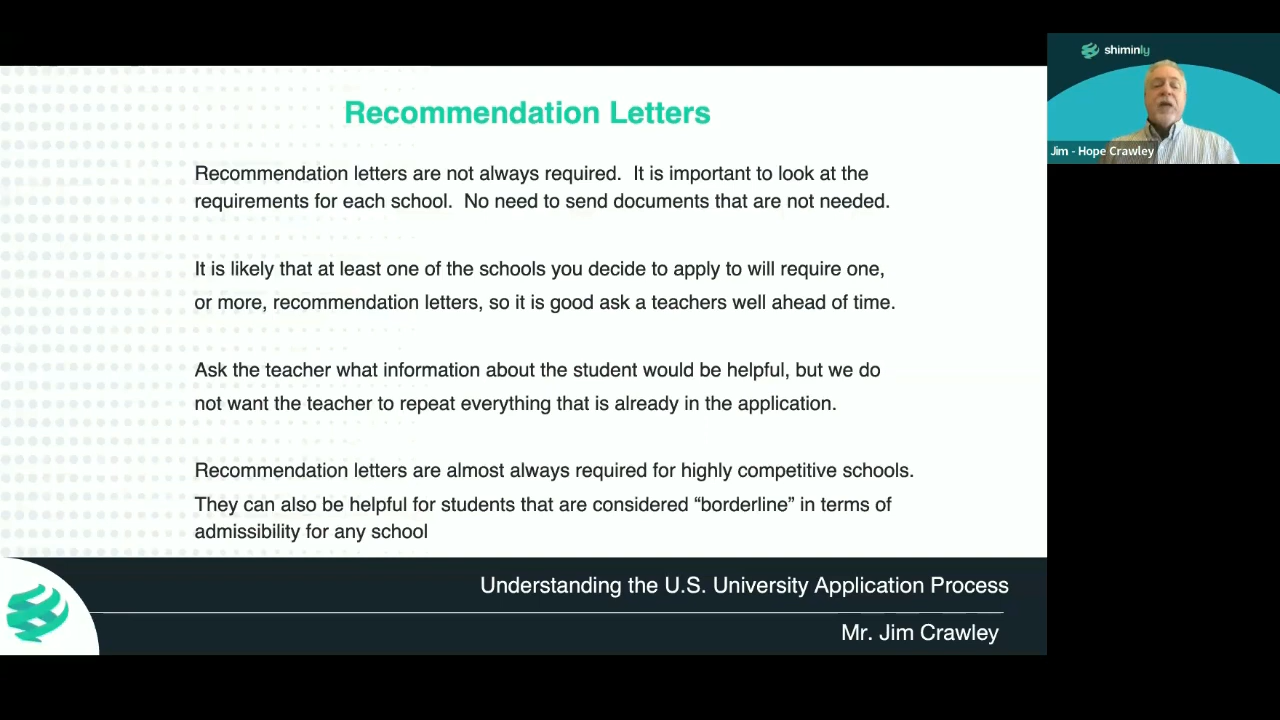 Recommendation Letters
Recommendation letters are not always required.  It is important to look at the
requirements for each school.  No need to send documents that are not needed.
It is likely that at least one of the schools you decide to apply to will require one,
or more, recommendation letters, so it is good ask a teachers well ahead of time.
Ask the teacher what information about the student would be helpful, but we do
not want the teacher to repeat everything that is already in the application.
Recommendation letters are almost always required for highly competitive schools.
They can also be helpful for students that are considered “borderline” in terms of
admissibility for any school
Understanding the U.S. University Application Process
Mr. Jim Crawley
shiminly
Jim - Hope Crawley